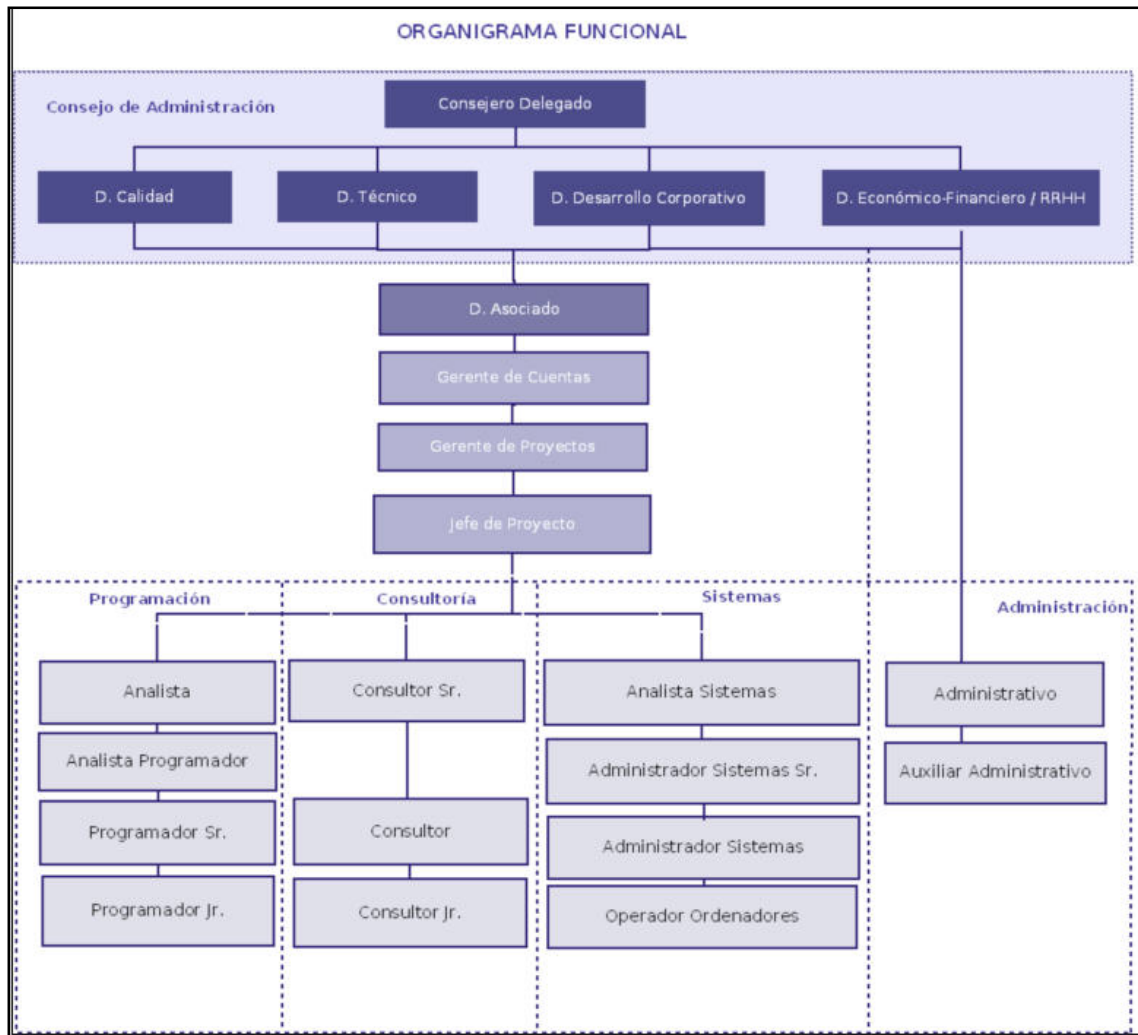 ORGANIGRAMA FUNCIONAL
Consejo de Administración
Consejero Delegado
D. Calidad
D. Técnico
D. Desarrollo Corporativo
D. Económico-Financiero / RRHH
D. Asociado
Gerente de Cuentas
Gerente de Proyectos
Jefe de Proyecto
Programación
Consultoría
Sistemas
Administración
Analista
Analista Programador
Programador Sr.
Programador Jr.
Consultor Sr.
Consultor
Consultor Jr.
Analista Sistemas
Administrador Sistemas Sr.
Administrador Sistemas
Operador Ordenadores
Administrativo
Auxiliar Administrativo